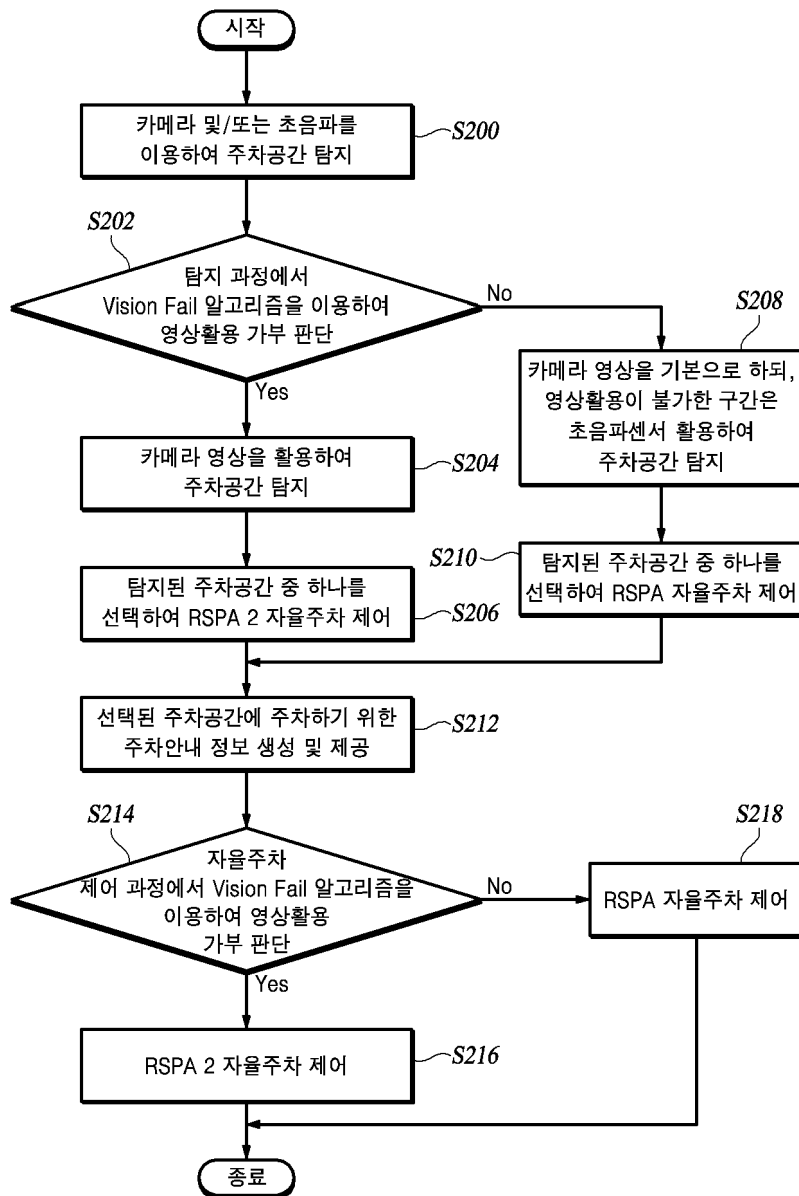 시작
카메라 및/또는 초음파를
이용하여 주차공간 탐지
S200
S202
탐지 과정에서
Vision Fail 알고리즘을 이용하여
영상활용 가부 판단
No
Yes
S208
카메라 영상을 기본으로 하되,
영상활용이 불가한 구간은
초음파센서 활용하여
주차공간 탐지
카메라 영상을 활용하여
주차공간 탐지
S204
S210
탐지된 주차공간 중 하나를
선택하여 RSPA 자율주차 제어
탐지된 주차공간 중 하나를
선택하여 RSPA 2 자율주차 제어
S206
선택된 주차공간에 주차하기 위한
주차안내 정보 생성 및 제공
S212
S214
자율주차
제어 과정에서 Vision Fail 알고리즘을
이용하여 영상활용
가부 판단
No
Yes
S218
RSPA 자율주차 제어
RSPA 2 자율주차 제어
S216
종료